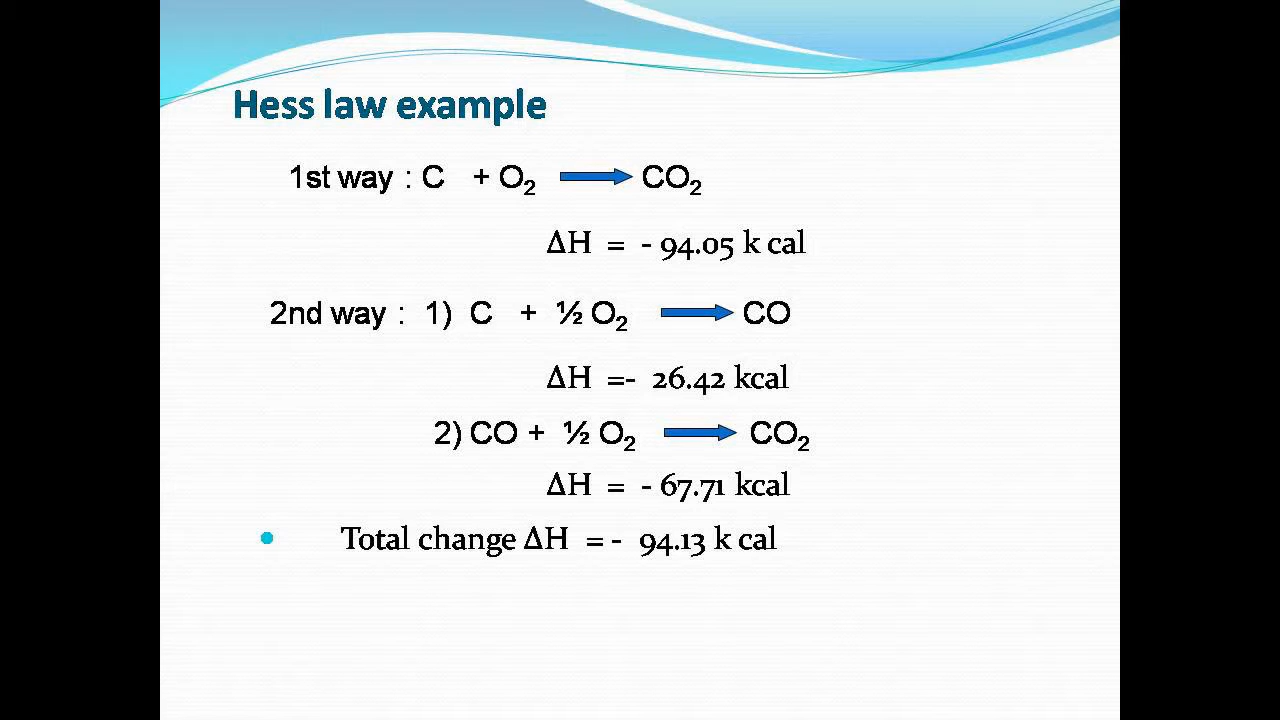 Hess law example
1st way : C + O₂ → CO₂
ΔH = - 94.05 k cal
2nd way : 1) C + ½ O₂ → CO
ΔH =- 26.42 kcal
2) CO + ½ O₂ → CO₂
ΔH = - 67.71 kcal
• Total change ΔH = - 94.13 k cal